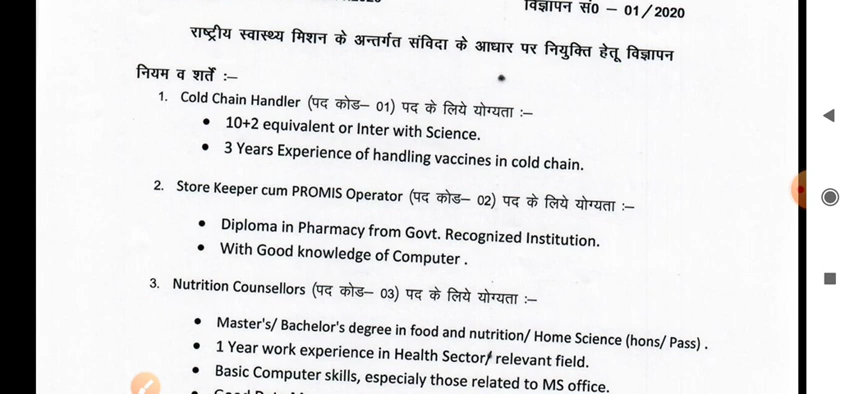 विज्ञापन सं0 – 01/2020
राष्ट्रीय स्वास्थ्य मिशन के अन्तर्गत संविदा के आधार पर नियुक्ति हेतू विज्ञापन
नियम व शर्ते :–
1. Cold Chain Handler (पद कोड– 01) पद के लिये योग्यता :–
• 10+2 equivalent or Inter with Science.
• 3 Years Experience of handling vaccines in cold chain.
2. Store Keeper cum PROMIS Operator (पद कोड– 02) पद के लिये योग्यता :–
• Diploma in Pharmacy from Govt. Recognized Institution.
• With Good knowledge of Computer .
3. Nutrition Counsellors (पद कोड– 03) पद के लिये योग्यता :–
• Master's/ Bachelor's degree in food and nutrition/ Home Science (hons/ Pass) .
• 1 Year work experience in Health Sector/ relevant field.
• Basic Computer skills, especialy those related to MS office.